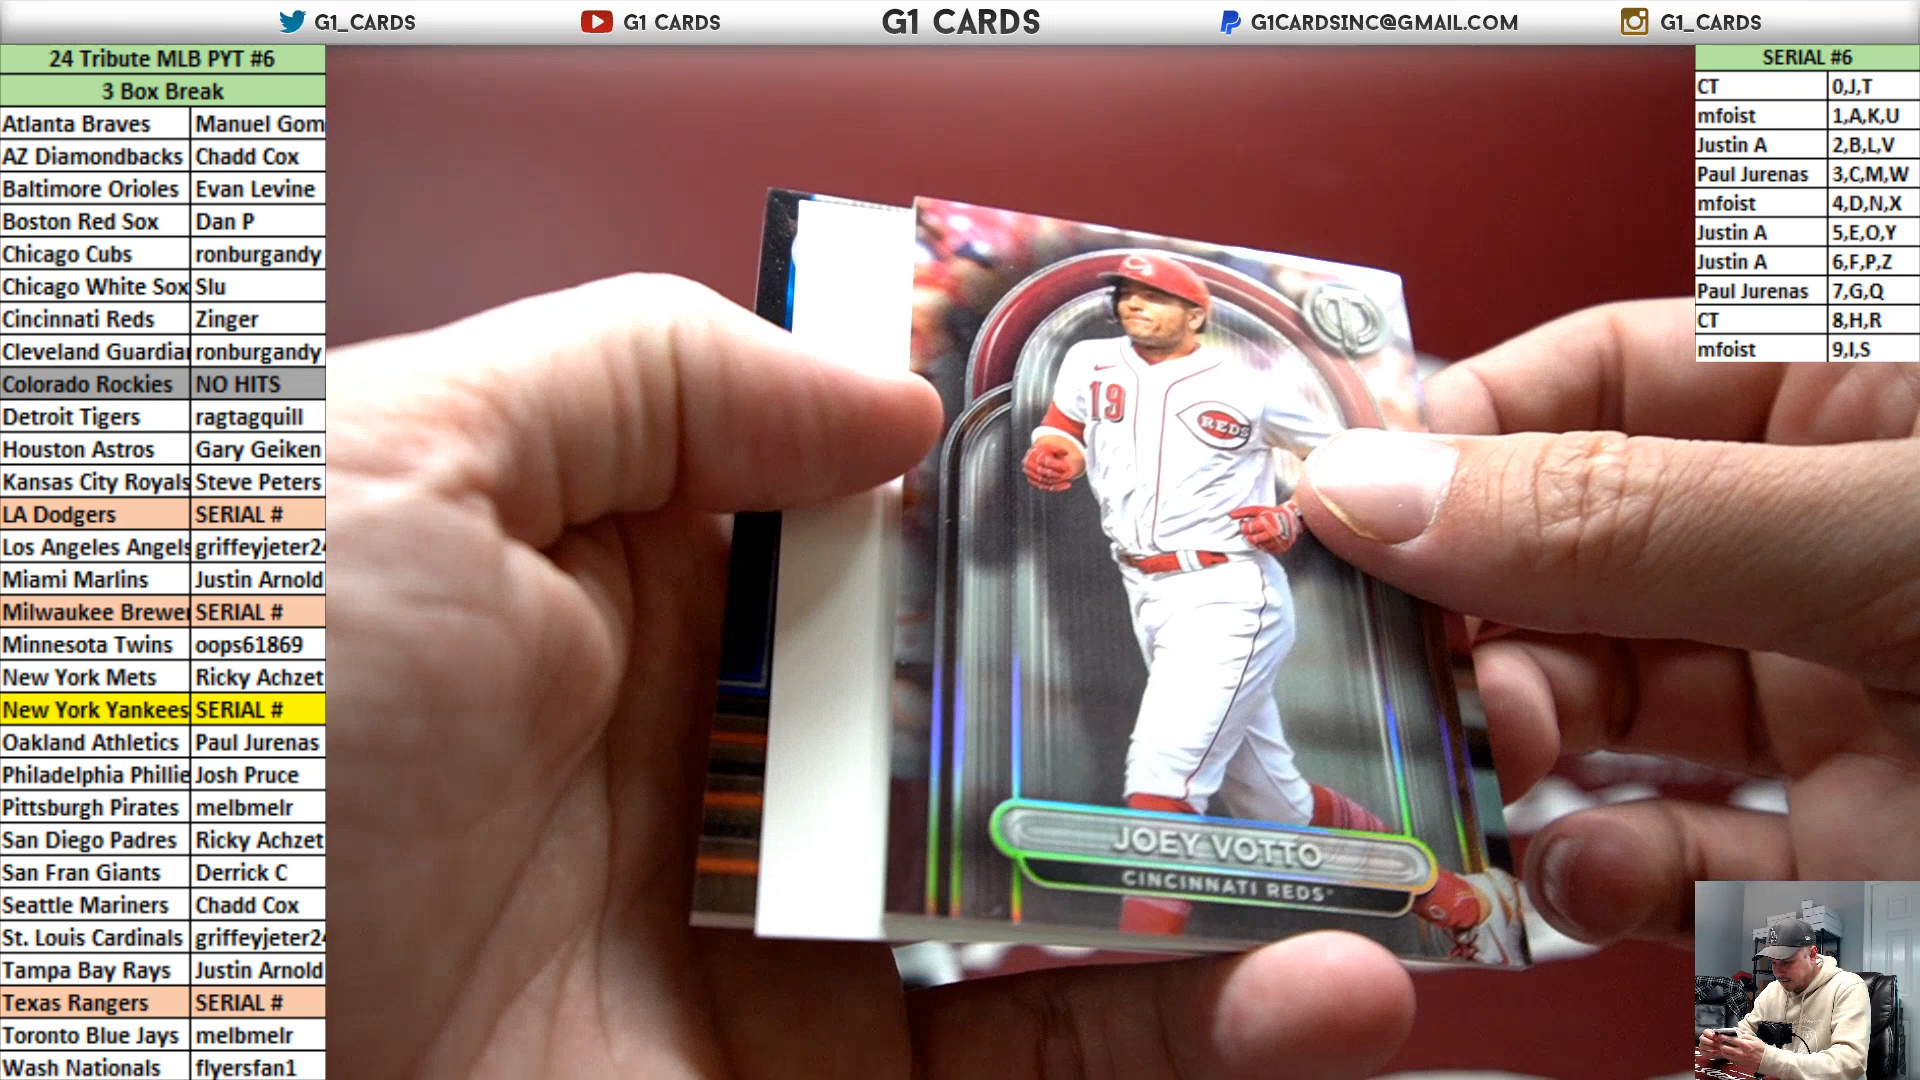 G1_CARDS
G1 CARDS
G1 CARDS
G1CARDSINC@GMAIL.COM
G1_CARDS
24 Tribute MLB PYT #6
3 Box Break
Atlanta Braves Manuel Gom
AZ Diamondbacks Chadd Cox
Baltimore Orioles Evan Levine
Boston Red Sox Dan P
Chicago Cubs ronburgandy
Chicago White Sox Slu
Cincinnati Reds Zinger
Cleveland Guardia ronburgandy
Colorado Rockies NO HITS
Detroit Tigers ragtagquill
Houston Astros Gary Geiken
Kansas City Royals Steve Peters
LA Dodgers SERIAL #
Los Angeles Angels griffeyjeter2
Miami Marlins Justin Arnold
Milwaukee Brewe SERIAL #
Minnesota Twins oops61869
New York Mets Ricky Achzet
New York Yankees SERIAL #
Oakland Athletics Paul Jurenas
Philadelphia Phillie Josh Pruce
Pittsburgh Pirates melbmelr
San Diego Padres Ricky Achzet
San Fran Giants Derrick C
Seattle Mariners Chadd Cox
St. Louis Cardinals griffeyjeter2
Tampa Bay Rays Justin Arnold
Texas Rangers SERIAL #
Toronto Blue Jays melbmelr
Wash Nationals flyersfan1
SERIAL #6
CT 0,J,T
mfoist 1,A,K,U
Justin A 2,B,L,V
Paul Jurenas 3,C,M,W
mfoist 4,D,N,X
Justin A 5,E,O,Y
Justin A 6,F,P,Z
Paul Jurenas 7,G,Q
CT 8,H,R
mfoist 9,I,S
19
REDS
JOEY VOTTO
CINCINNATI REDS